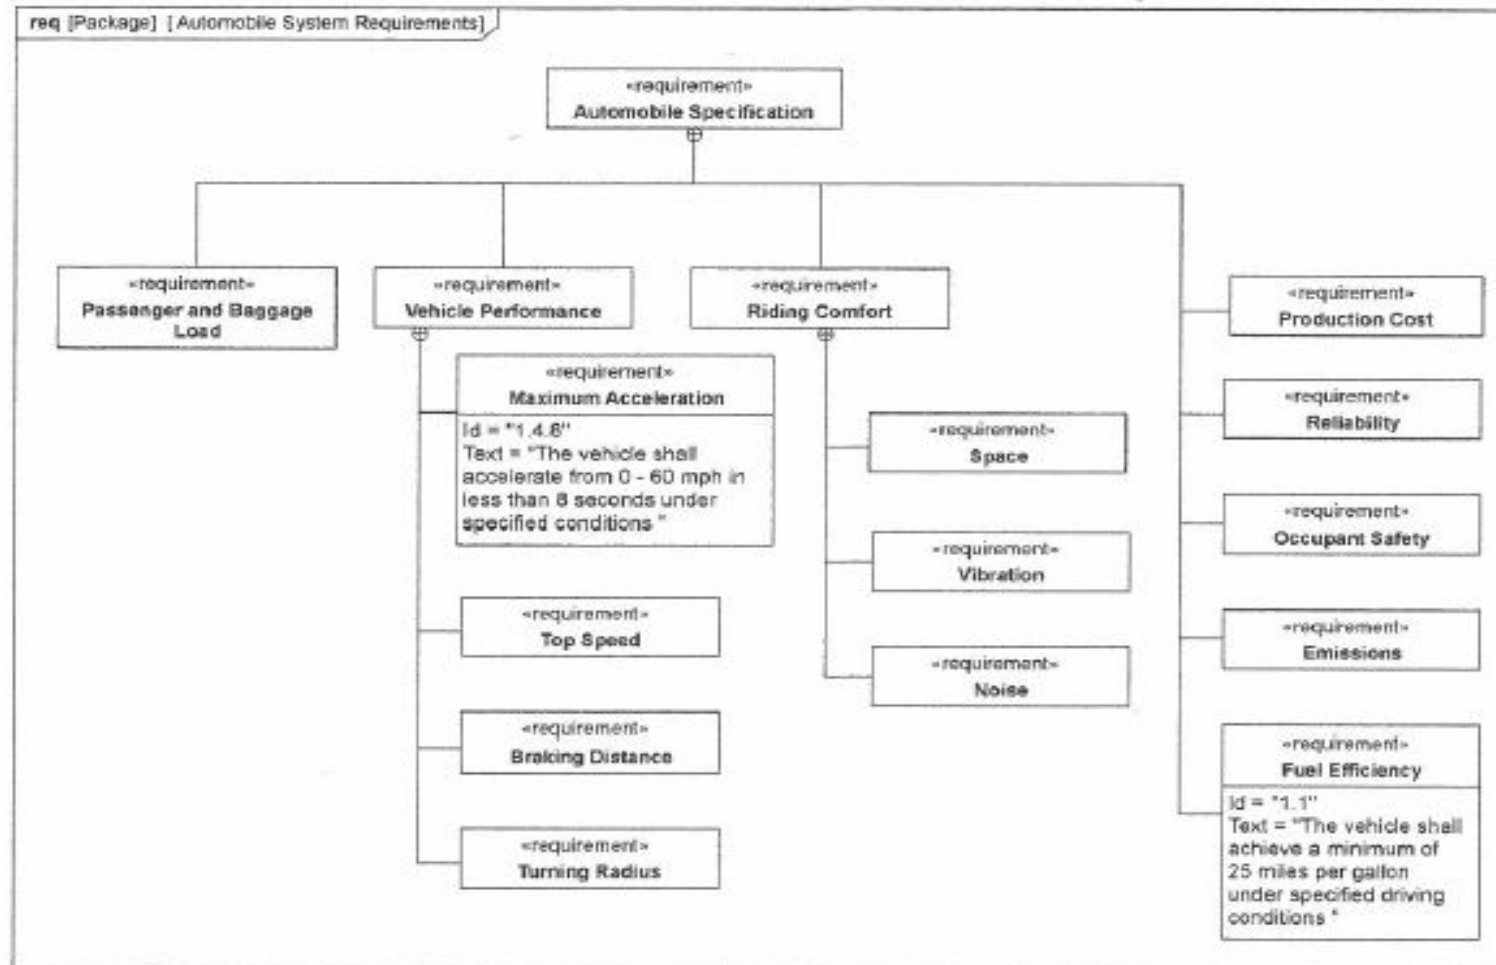 req [Package] [Automobile System Requirements]
«requirement»
Automobile Specification
«requirement»
Passenger and Baggage
Load
«requirement»
Vehicle Performance
«requirement»
Maximum Acceleration
Id = "1.4.8"
Text = "The vehicle shall
accelerate from 0 - 60 mph in
less than 8 seconds under
specified conditions "
«requirement»
Top Speed
«requirement»
Braking Distance
«requirement»
Turning Radius
«requirement»
Riding Comfort
«requirement»
Space
«requirement»
Vibration
«requirement»
Noise
«requirement»
Production Cost
«requirement»
Reliability
«requirement»
Occupant Safety
«requirement»
Emissions
«requirement»
Fuel Efficiency
Id = "1.1"
Text = "The vehicle shall
achieve a minimum of
25 miles per gallon
under specified driving
conditions "